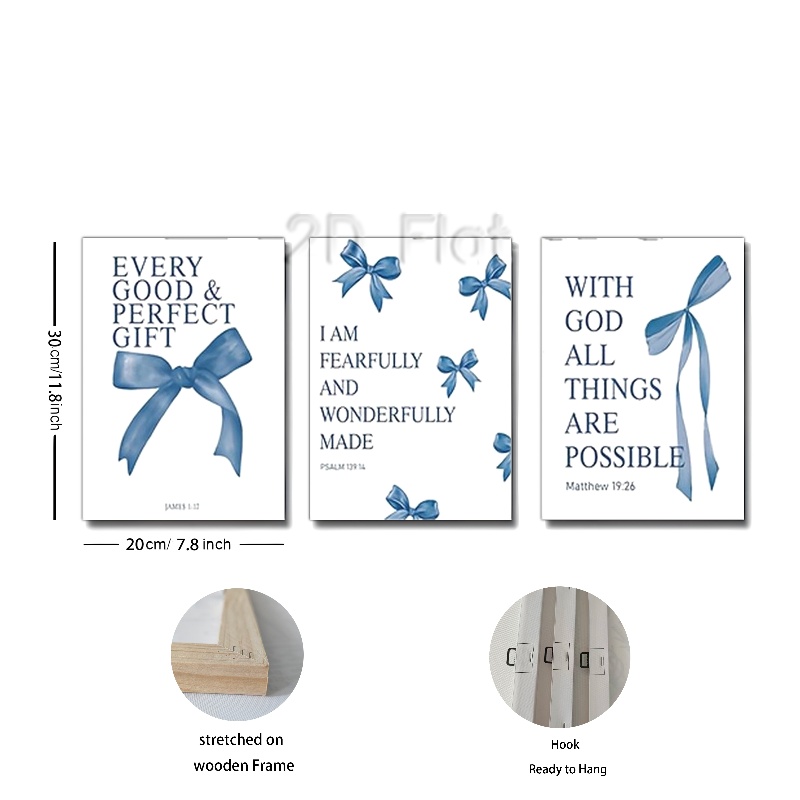 2D Flat
EVERY
GOOD &
PERFECT
GIFT
JAMES 1:17
I AM
FEARFULLY
AND
WONDERFULLY
MADE
PSALM 139:14
WITH
GOD
ALL
THINGS
ARE
POSSIBLE
Matthew 19:26
30cm/11.8inch
20cm/ 7.8 inch
stretched on
wooden Frame
Hook
Ready to Hang